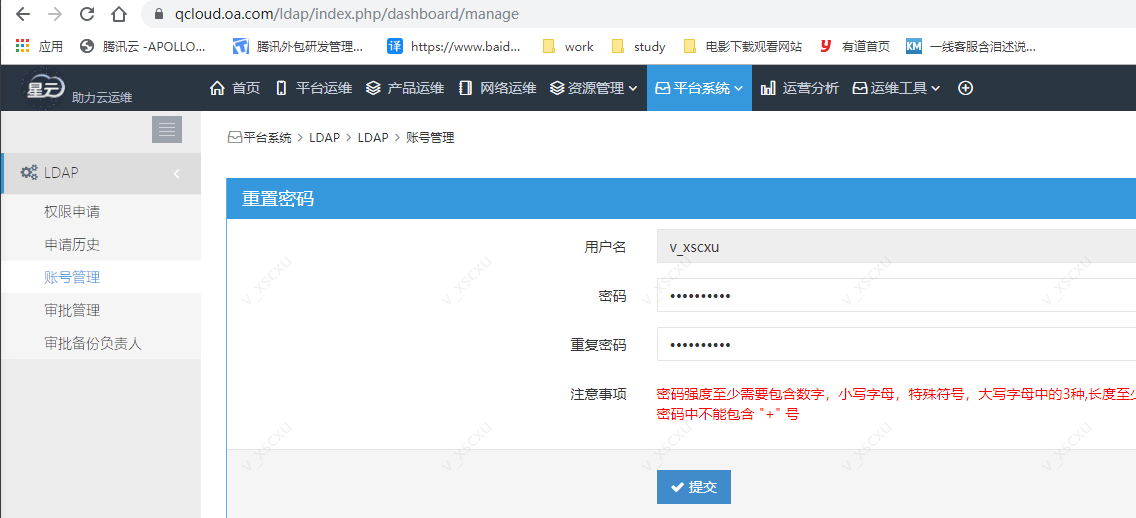 qcloud.oa.com/ldap/index.php/dashboard/manage
应用 腾讯云 -APOLLO... 腾讯外包研发管理... 译 https://www.baid... work study 电影下载观看网站 y 有道首页 KM 一线客服含泪述说...
星云 助力云运维 首页 平台运维 产品运维 网络运维 资源管理 平台系统 运营分析 运维工具
平台系统 > LDAP > LDAP > 账号管理
LDAP
权限申请
申请历史
账号管理
审批管理
审批备份负责人
重置密码
用户名 v_xscxu
密码 ••••••••••
重复密码 ••••••••••
注意事项 密码强度至少需要包含数字，小写字母，特殊符号，大写字母中的3种,长度至
密码中不能包含 "+" 号
提交
v_xscxu v_xscxu v_xscxu v_xscxu v_xscxu
v_xscxu v_xscxu v_xscxu v_xscxu v_xscxu